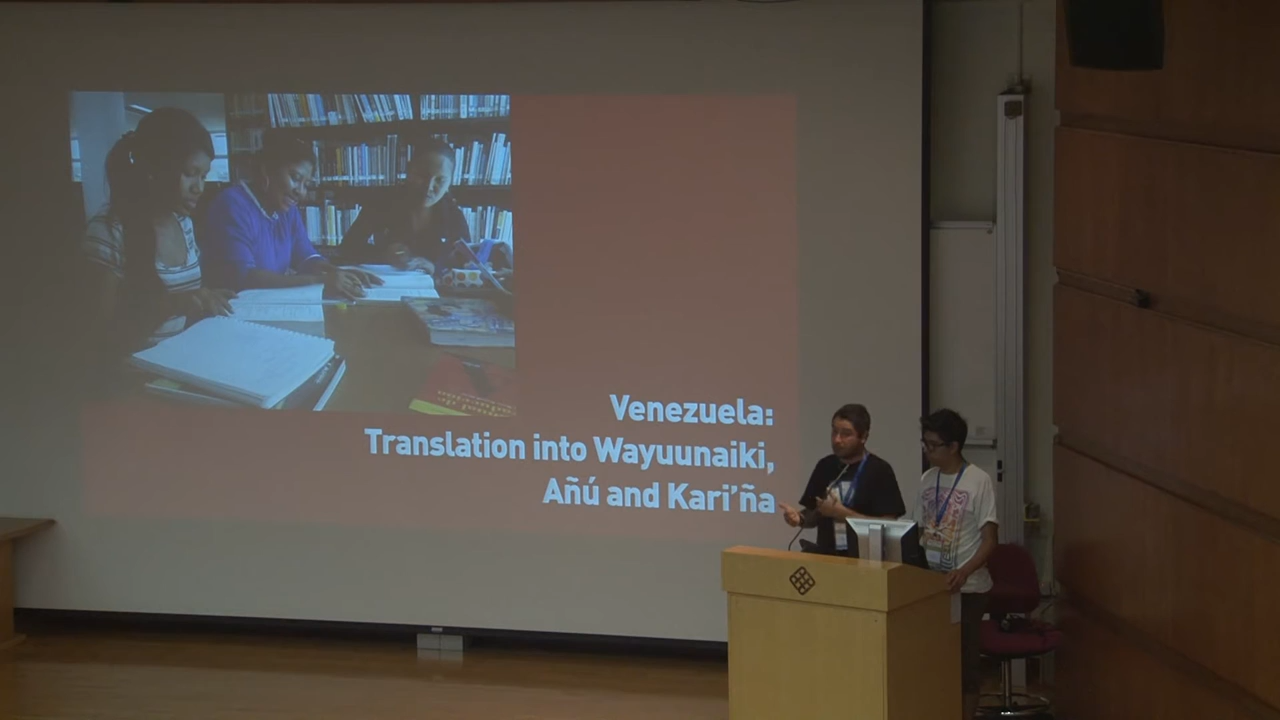 Venezuela:
Translation into Wayuunaiki,
Añú and Kari’ña